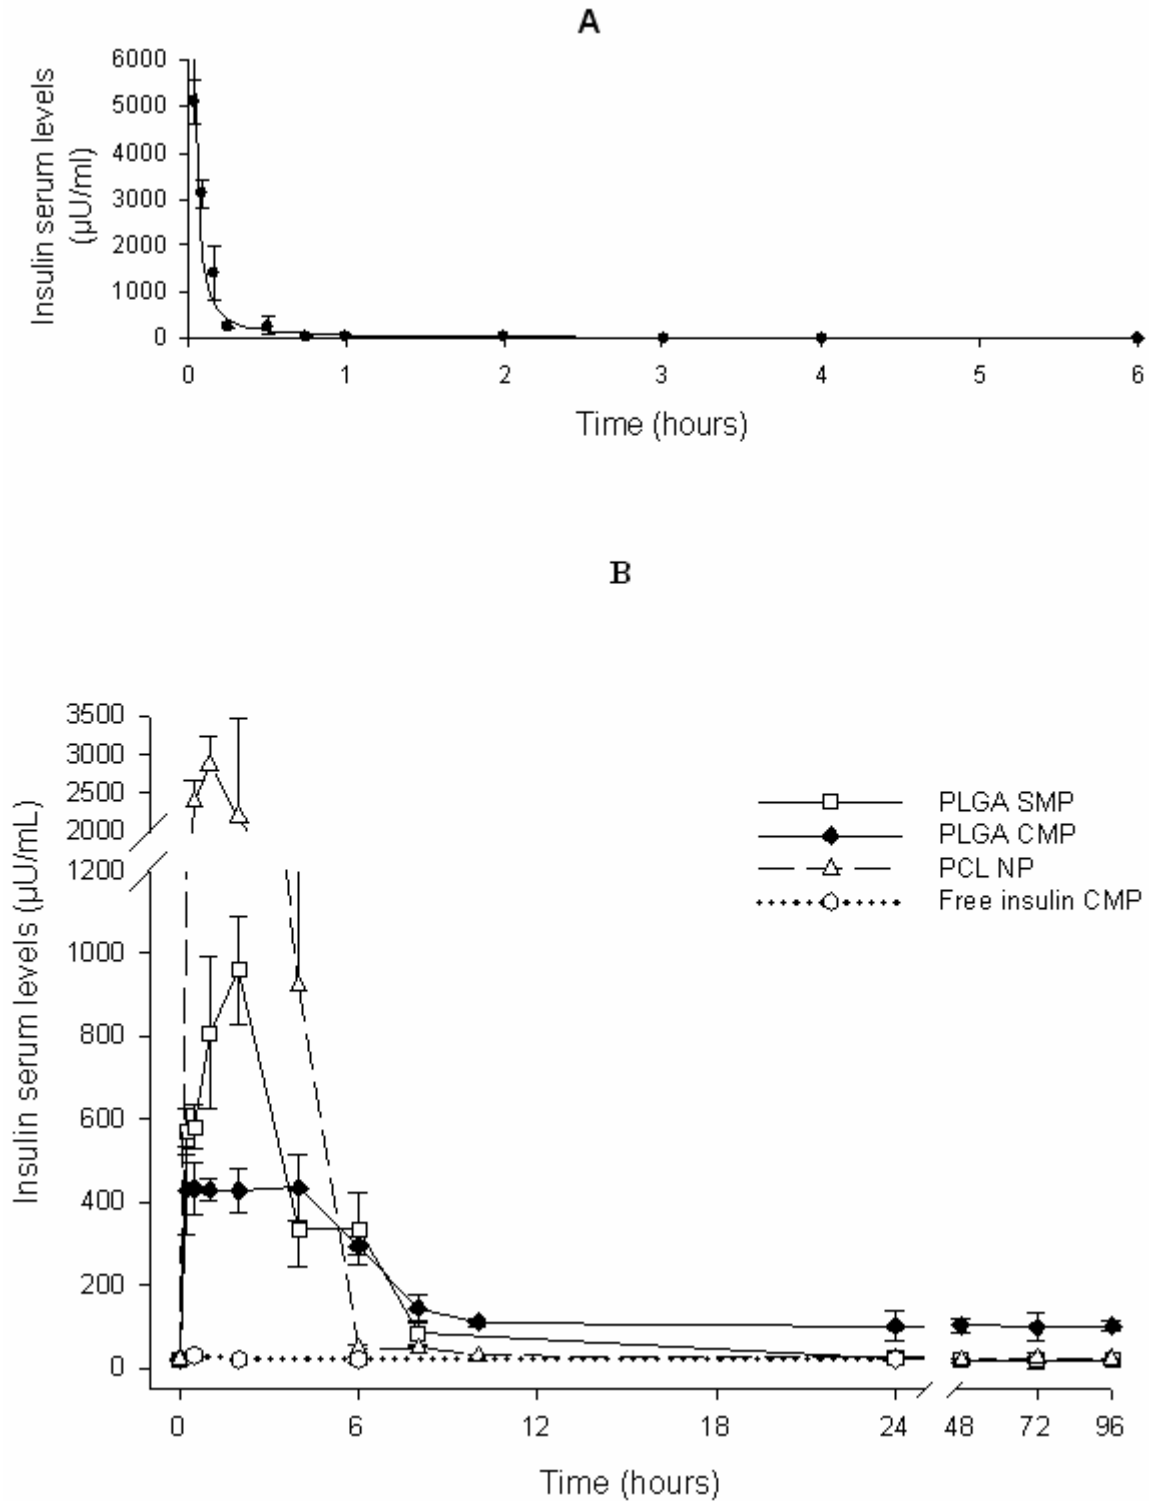 A
Insulin serum levels
(µU/ml)
6000
5000
4000
3000
2000
1000
0
0 1 2 3 4 5 6
Time (hours)
B
Insulin serum levels (µU/mL)
3500
3000
2500
2000
1200
1000
800
600
400
200
0
PLGA SMP
PLGA CMP
PCL NP
Free insulin CMP
0 6 12 18 24 48 72 96
Time (hours)